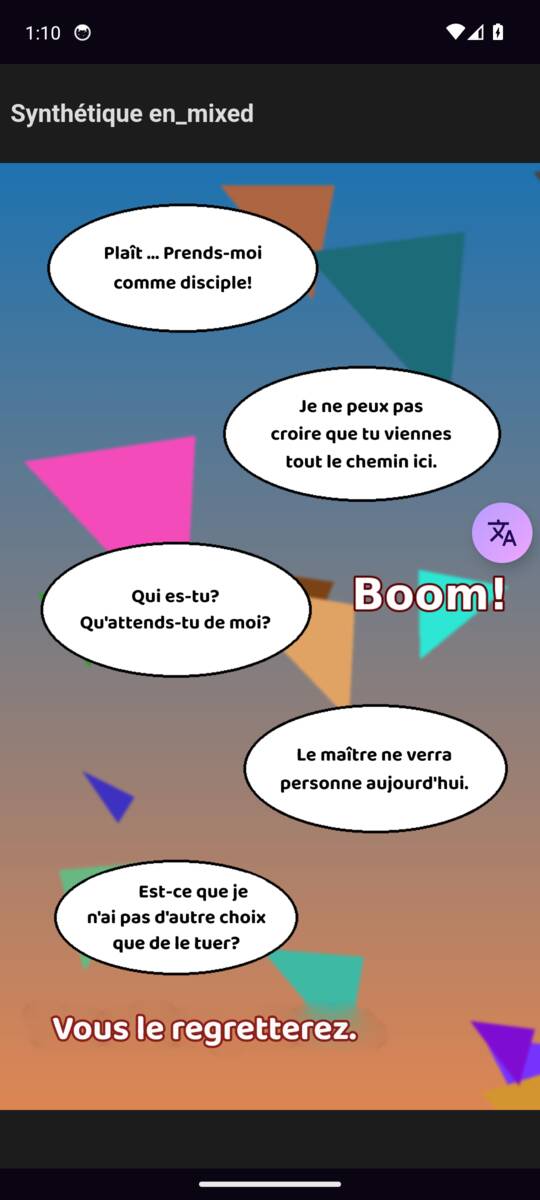 1:10
Synthétique en_mixed
Plaît ... Prends-moi
comme disciple!
Je ne peux pas
croire que tu viennes
tout le chemin ici.
Qui es-tu?
Qu'attends-tu de moi?
Boom!
Le maître ne verra
personne aujourd'hui.
Est-ce que je
n'ai pas d'autre choix
que de le tuer?
Vous le regretterez.